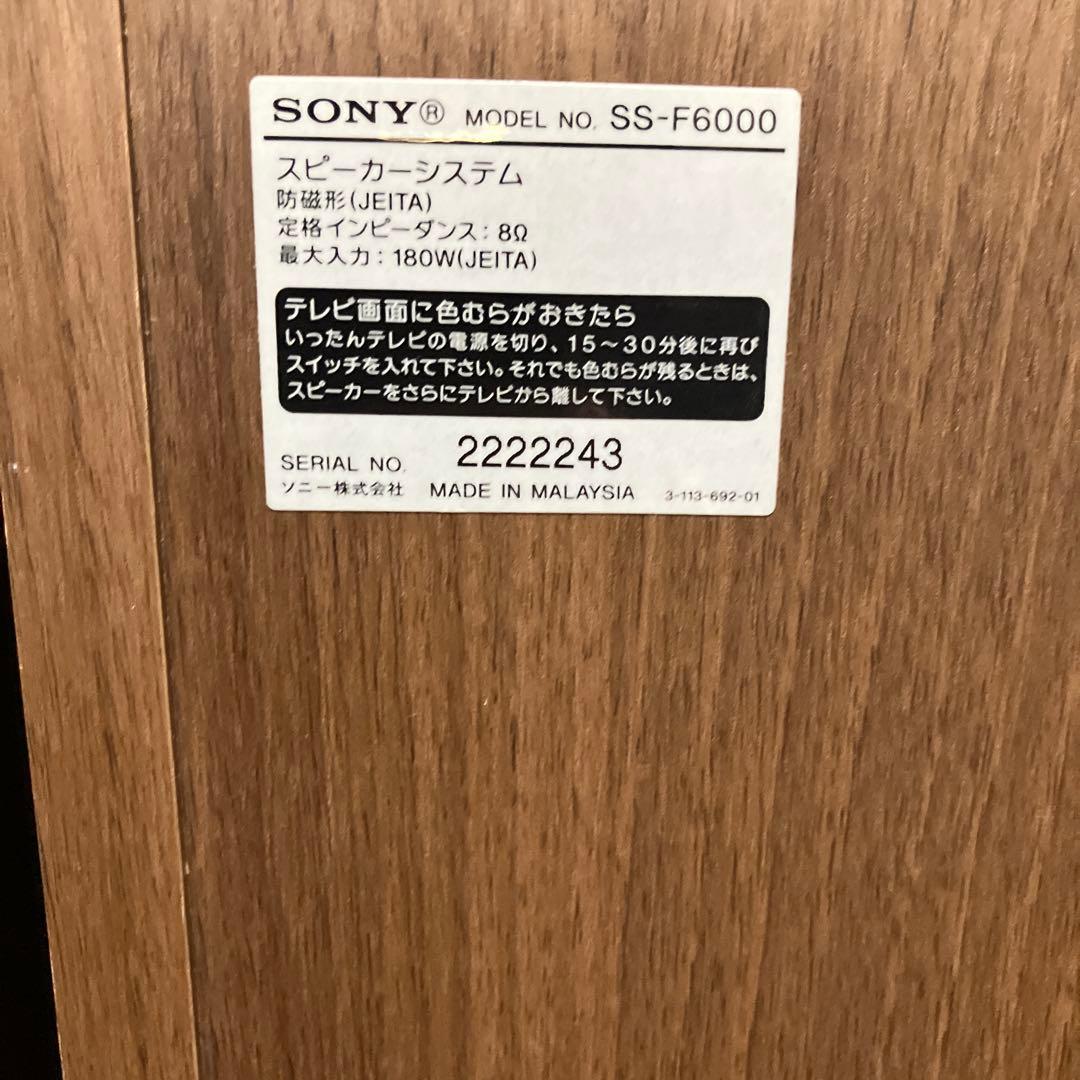 SONY® MODEL NO. SS-F6000
スピーカーシステム
防磁形(JEITA)
定格インピーダンス：8Ω
最大入力：180W(JEITA)
テレビ画面に色むらがおきたら
いったんテレビの電源を切り、15〜30分後に再び
スイッチを入れて下さい。それでも色むらが残るときは、
スピーカーをさらにテレビから離して下さい。
SERIAL NO. 2222243
ソニー株式会社 MADE IN MALAYSIA 3-113-692-01